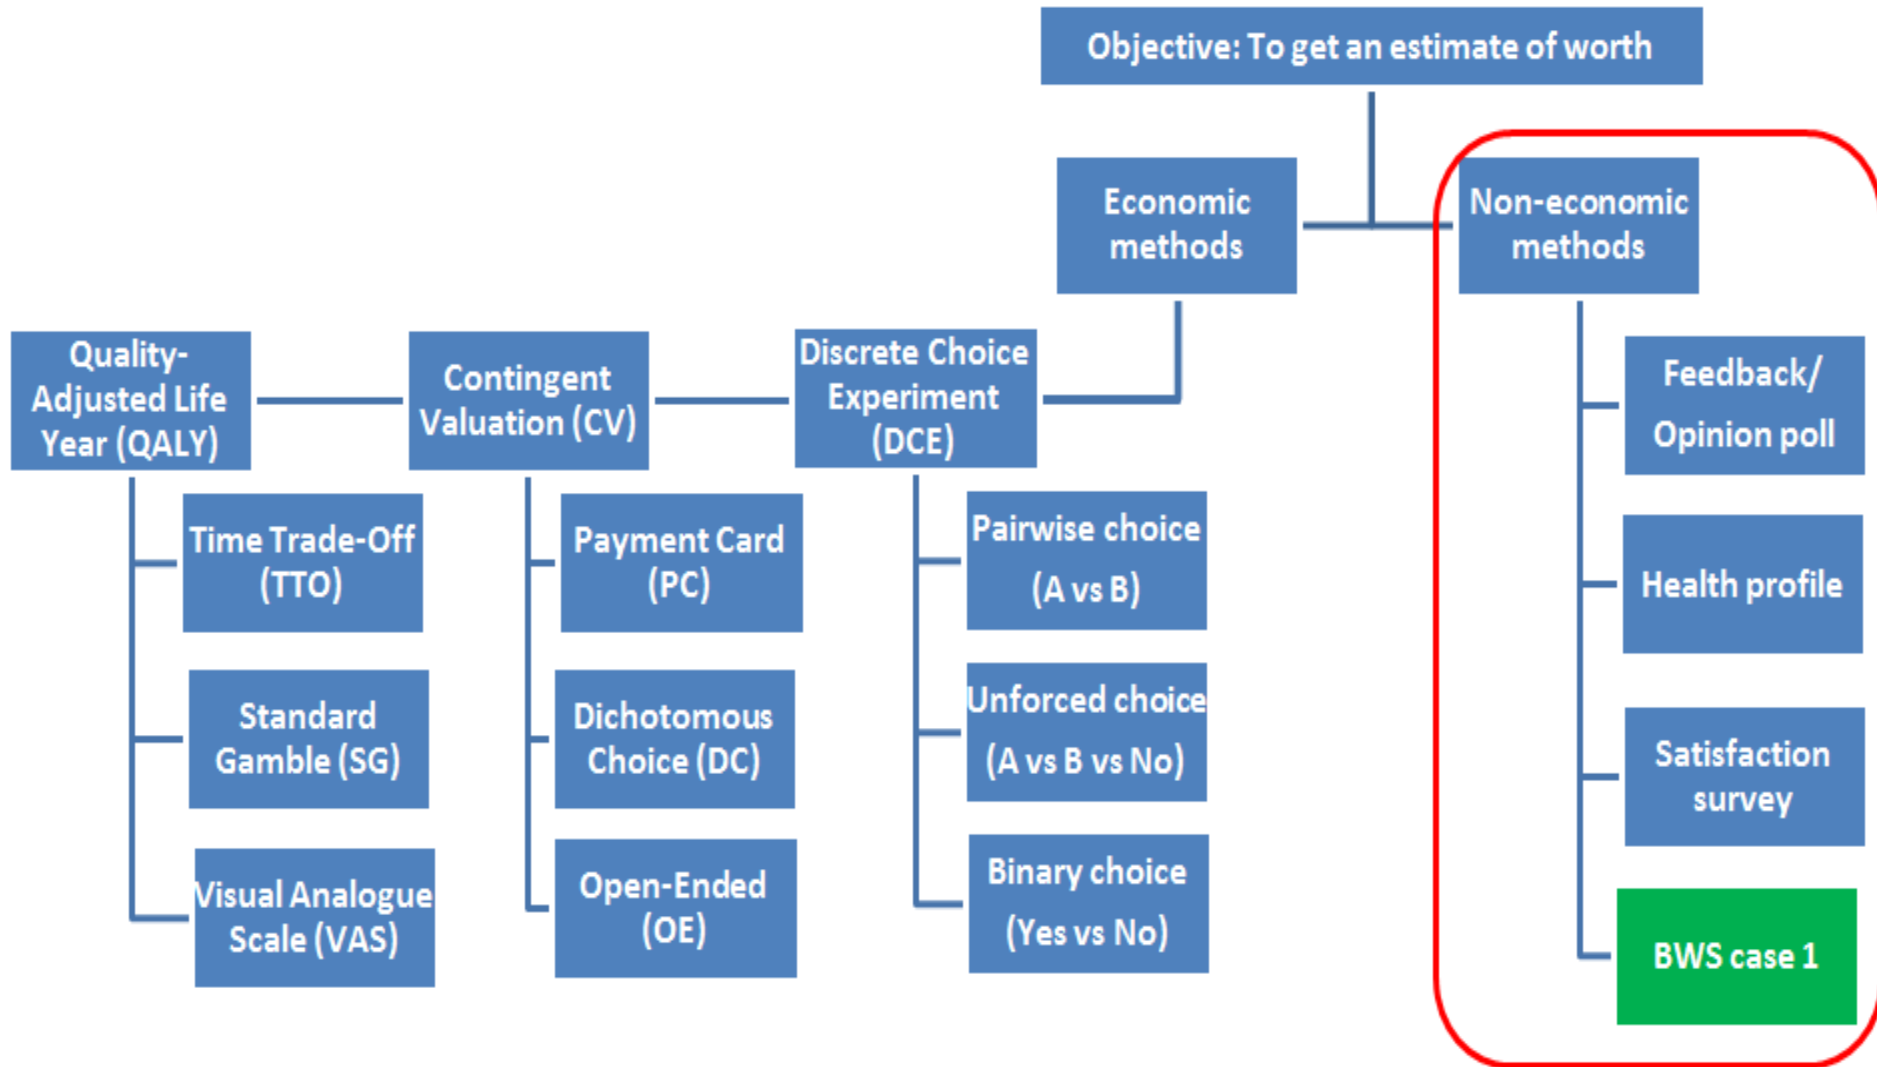 Objective: To get an estimate of worth
Economic
methods
Non-economic
methods
Quality-
Adjusted Life
Year (QALY)
Contingent
Valuation (CV)
Discrete Choice
Experiment
(DCE)
Time Trade-Off
(TTO)
Standard
Gamble (SG)
Visual Analogue
Scale (VAS)
Payment Card
(PC)
Dichotomous
Choice (DC)
Open-Ended
(OE)
Pairwise choice
(A vs B)
Unforced choice
(A vs B vs No)
Binary choice
(Yes vs No)
Feedback/
Opinion poll
Health profile
Satisfaction
survey
BWS case 1